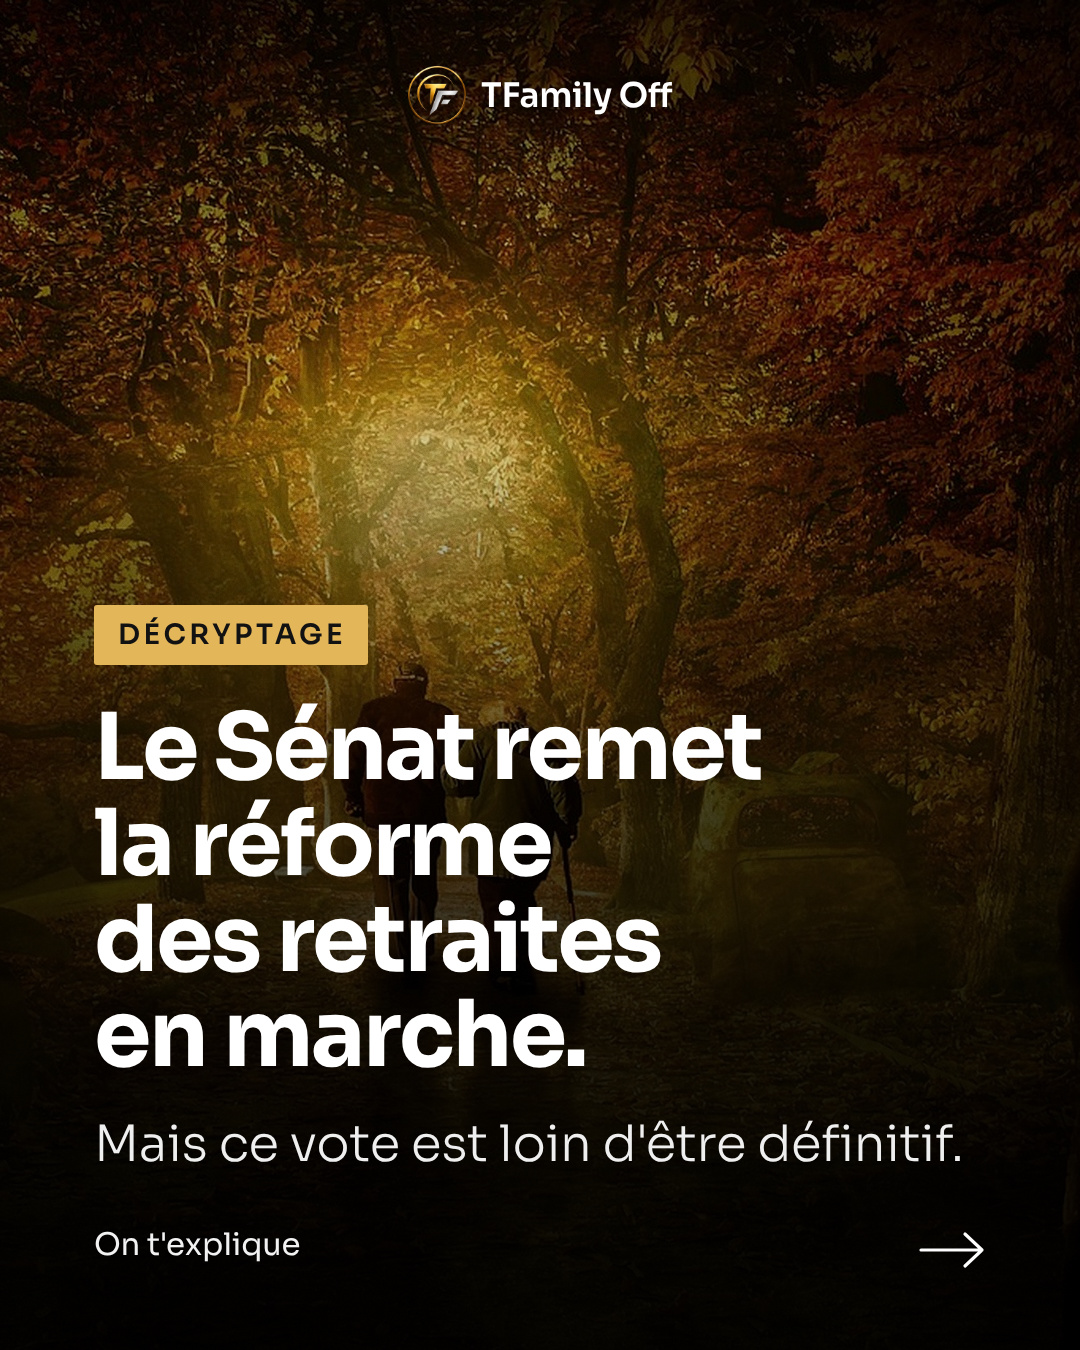 TFamily Off
DÉCRYPTAGE
Le Sénat remet
la réforme
des retraites
en marche.
Mais ce vote est loin d'être définitif.
On t'explique